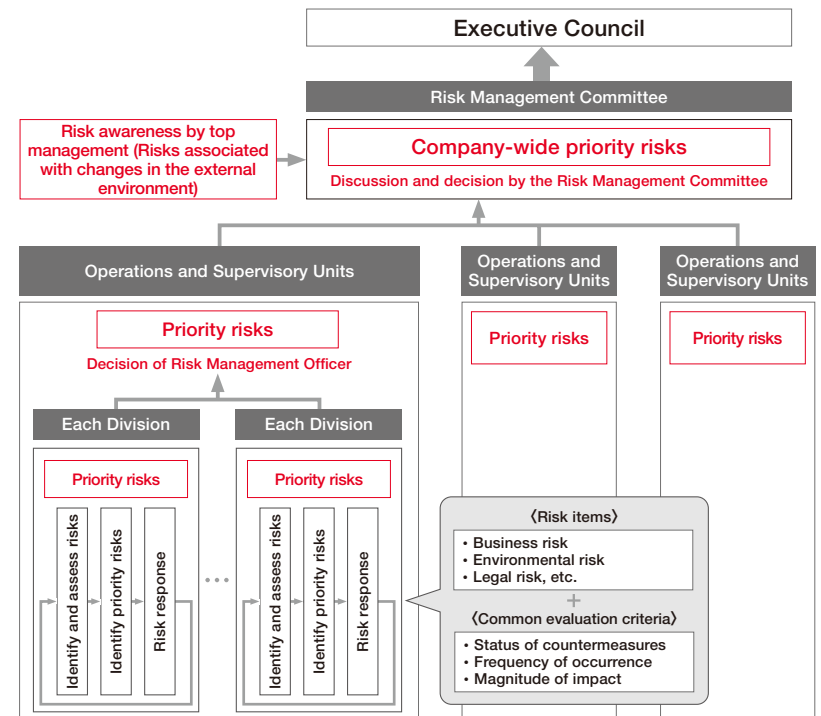 Executive Council
Risk Management Committee
Risk awareness by top
management (Risks associated
with changes in the external
environment)
Company-wide priority risks
Discussion and decision by the Risk Management Committee
Operations and Supervisory Units
Operations and
Supervisory Units
Operations and
Supervisory Units
Priority risks
Decision of Risk Management Officer
Priority risks
Priority risks
Each Division
Each Division
Priority risks
Identify and assess risks
Identify priority risks
Risk response
...
Priority risks
Identify and assess risks
Identify priority risks
Risk response
〈Risk items〉
• Business risk
• Environmental risk
• Legal risk, etc.
+
〈Common evaluation criteria〉
• Status of countermeasures
• Frequency of occurrence
• Magnitude of impact